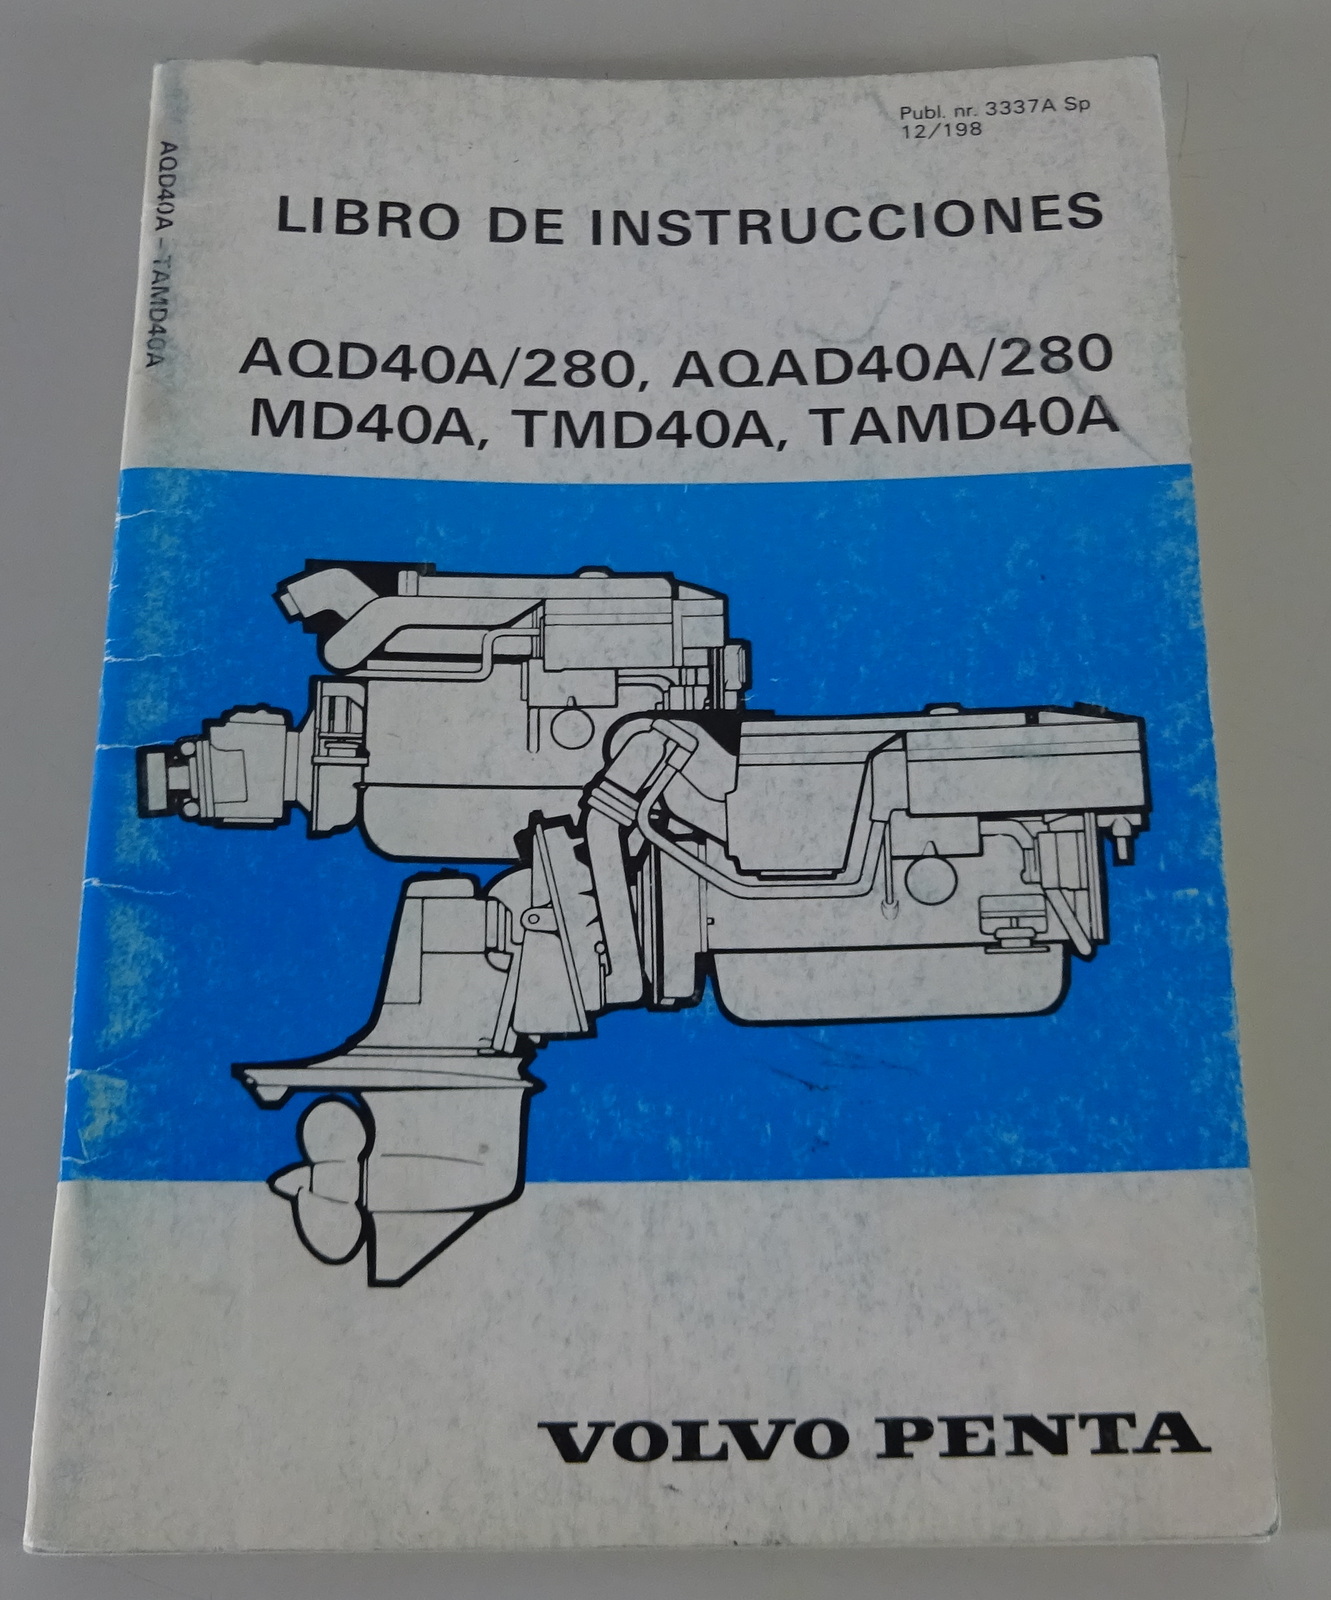 Publ. nr. 3337A Sp
12/198
LIBRO DE INSTRUCCIONES
AQD40A/280, AQAD40A/280
MD40A, TMD40A, TAMD40A
AQD40A – TAMD40A
VOLVO PENTA